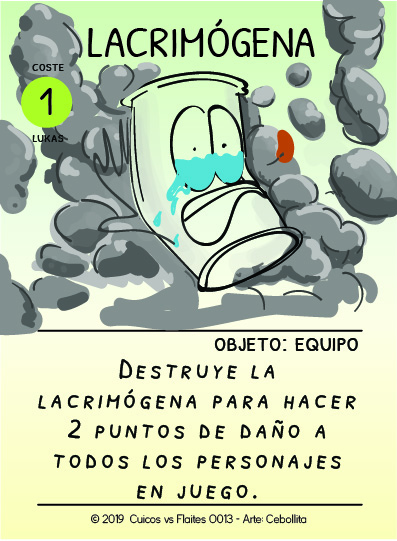 LACRIMÓGENA
COSTE
1
LUKAS
OBJETO: EQUIPO
DESTRUYE LA
LACRIMÓGENA PARA HACER
2 PUNTOS DE DAÑO A
TODOS LOS PERSONAJES
EN JUEGO.
© 2019 Cuicos vs Flaites 0013 - Arte: Cebollita